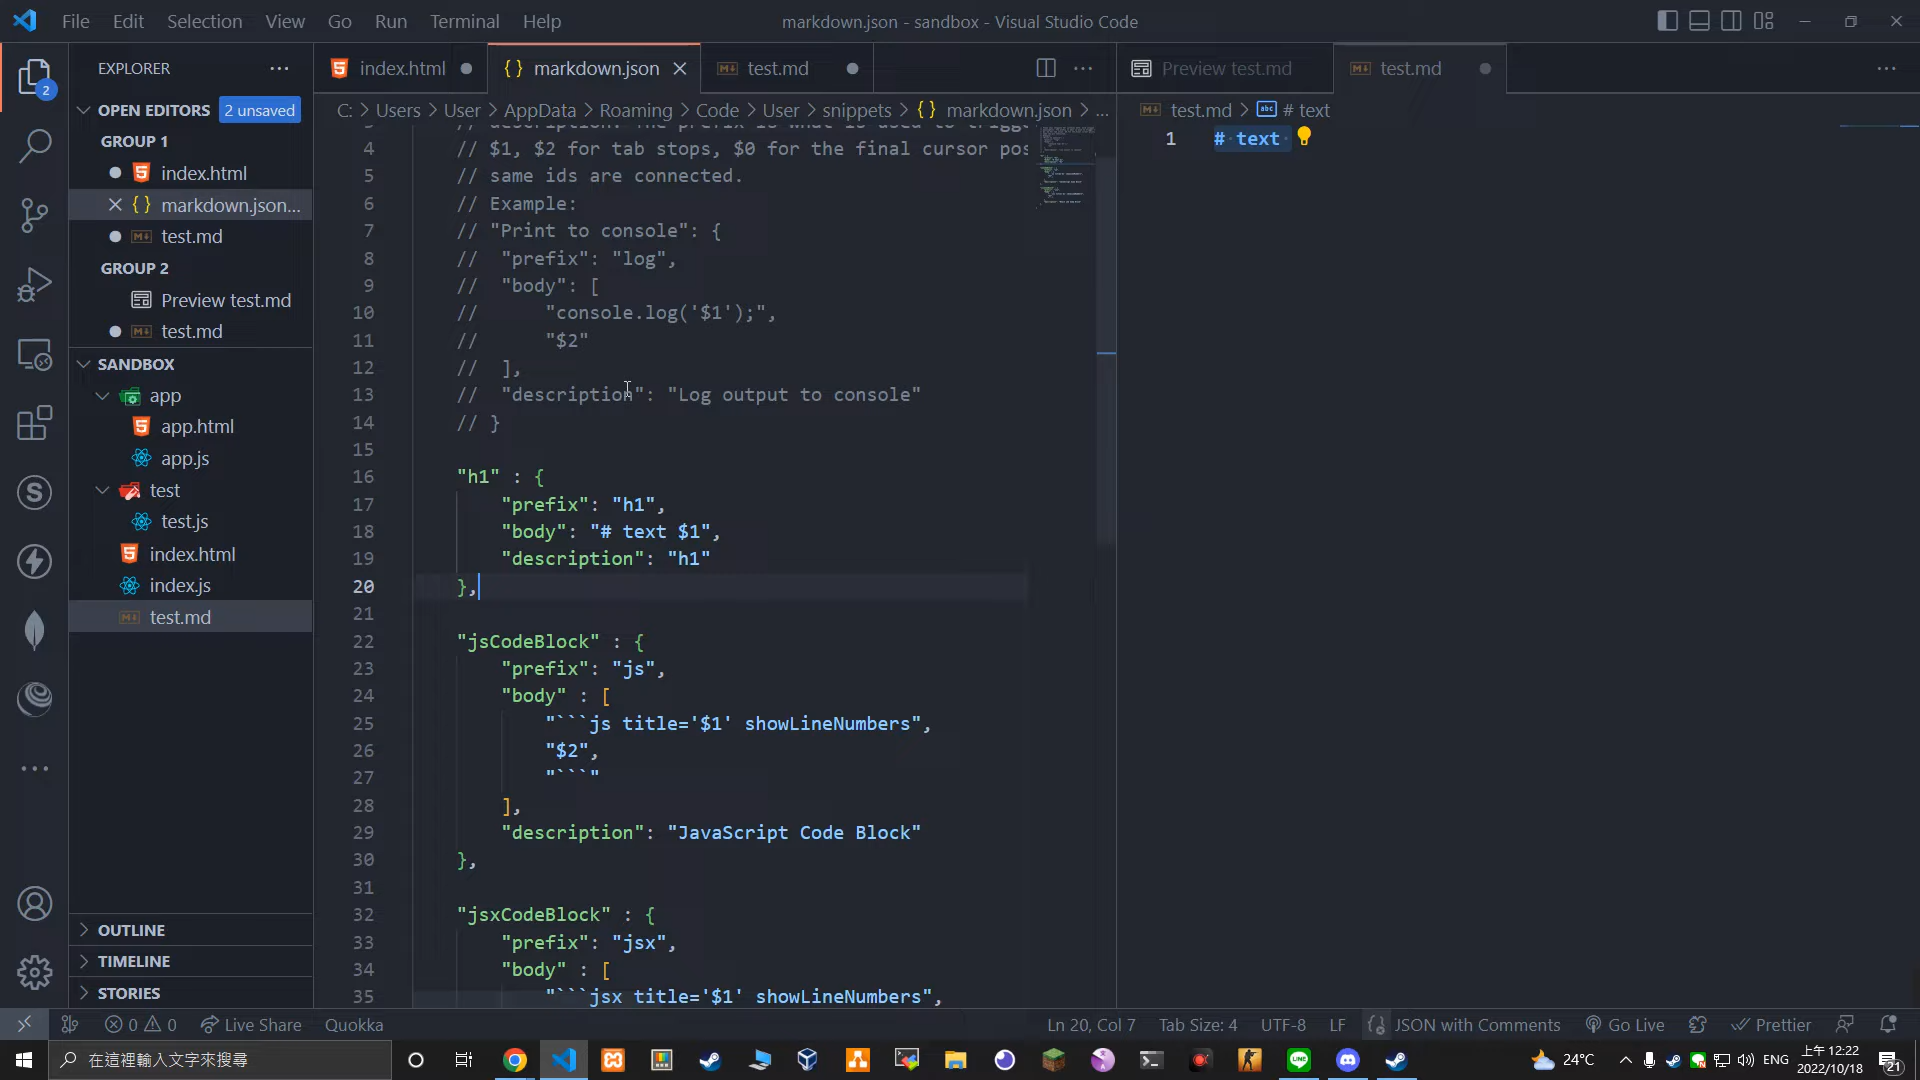 File Edit Selection View Go Run Terminal Help
markdown.json - sandbox - Visual Studio Code
EXPLORER
OPEN EDITORS 2 unsaved
GROUP 1
index.html
markdown.json...
test.md
GROUP 2
Preview test.md
test.md
SANDBOX
app
app.html
app.js
test
test.js
index.html
index.js
test.md
OUTLINE
TIMELINE
STORIES
2
index.html
{ } markdown.json
test.md
C: > Users > User > AppData > Roaming > Code > User > snippets > { } markdown.json > ...
// description. The prefix is what is used to trigg
4 // $1, $2 for tab stops, $0 for the final cursor pos
5 // same ids are connected.
6 // Example:
7 // "Print to console": {
8 // "prefix": "log",
9 // "body": [
10 // "console.log('$1');",
11 // "$2"
12 // ],
13 // "description": "Log output to console"
14 // }
15
16 "h1" : {
17 "prefix": "h1",
18 "body": "# text $1",
19 "description": "h1"
20 },
21
22 "jsCodeBlock" : {
23 "prefix": "js",
24 "body" : [
25 "```js title='$1' showLineNumbers",
26 "$2",
27 "```"
28 ],
29 "description": "JavaScript Code Block"
30 },
31
32 "jsxCodeBlock" : {
33 "prefix": "jsx",
34 "body" : [
35 "```jsx title='$1' showLineNumbers",
Preview test.md
test.md
test.md > # text
1 # text
0 0 Live Share Quokka
Ln 20, Col 7 Tab Size: 4 UTF-8 LF JSON with Comments Go Live Prettier
在這裡輸入文字來搜尋
24°C
ENG
上午 12:22
2022/10/18
21